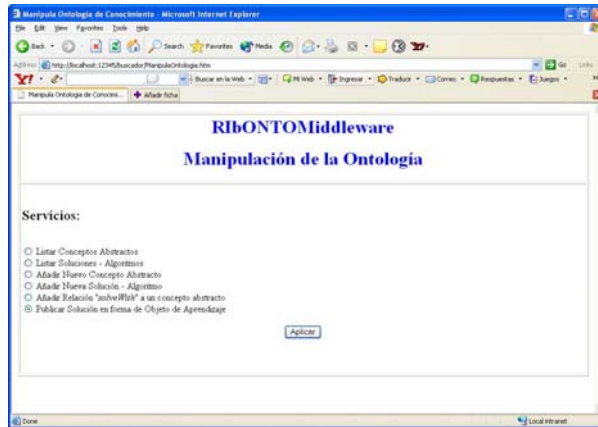 Manipula Ontologia de Conocimiento - Microsoft Internet Explorer
File Edit View Favorites Tools Help
Back Search Favorites Media
Address http://localhost:12345/buscador/ManipulaOntologia.htm Go Links
Y! Buscar en la Web Mi Web Ingresar Traducir Correo Respuestas Juegos
Manipula Ontologia de Conocimi... Añadir ficha
RIbONTOMiddleware
Manipulación de la Ontología
Servicios:
Listar Conceptos Abstractos
Listar Soluciones - Algoritmos
Añadir Nuevo Concepto Abstracto
Añadir Nueva Solución - Algoritmo
Añadir Relación "solveWith" a un concepto abstracto
Publicar Solución en forma de Objeto de Aprendizaje
Aplicar
Done Local intranet